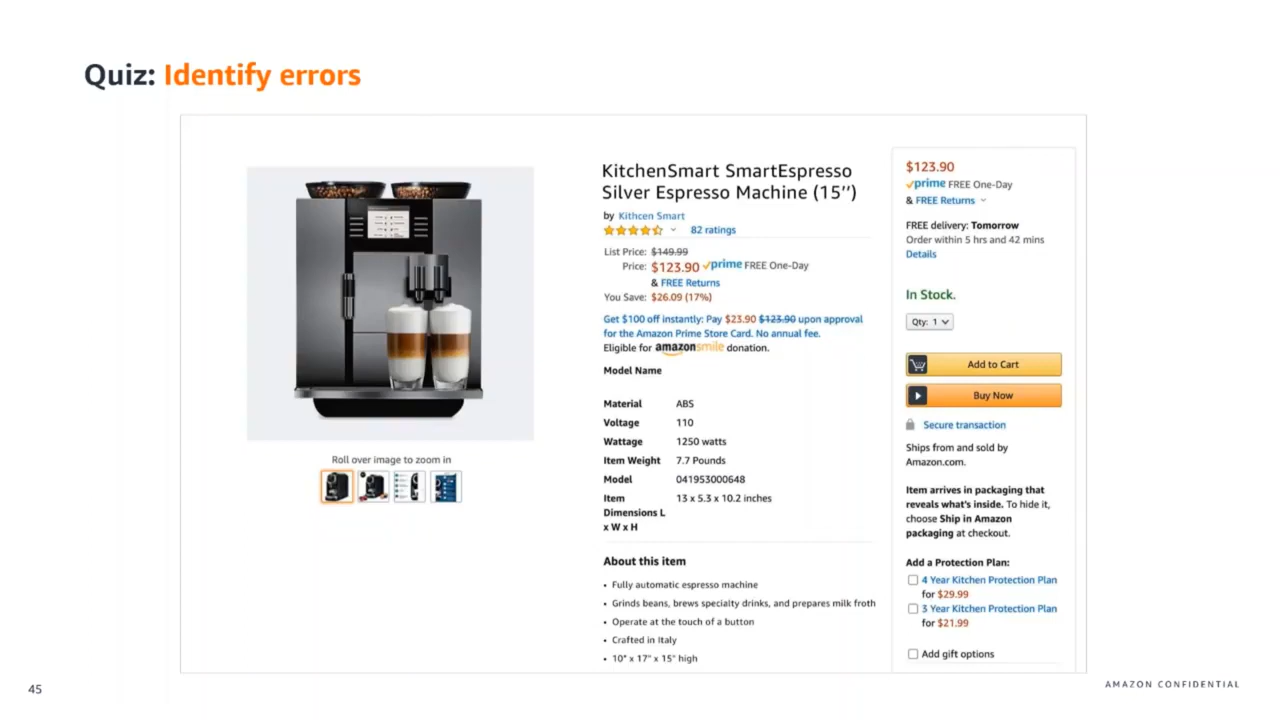 Quiz: Identify errors
KitchenSmart SmartEspresso
Silver Espresso Machine (15’’)
by Kithcen Smart
82 ratings
List Price: $149.99
Price: $123.90 prime FREE One-Day
& FREE Returns
You Save: $26.09 (17%)
Get $100 off instantly: Pay $23.90 $123.90 upon approval
for the Amazon Prime Store Card. No annual fee.
Eligible for amazonsmile donation.
Model Name
Material ABS
Voltage 110
Wattage 1250 watts
Item Weight 7.7 Pounds
Model 041953000648
Item 13 x 5.3 x 10.2 inches
Dimensions L
x W x H
About this item
• Fully automatic espresso machine
• Grinds beans, brews specialty drinks, and prepares milk froth
• Operate at the touch of a button
• Crafted in Italy
• 10" x 17" x 15" high
Roll over image to zoom in
$123.90
prime FREE One-Day
& FREE Returns
FREE delivery: Tomorrow
Order within 5 hrs and 42 mins
Details
In Stock.
Qty: 1
Add to Cart
Buy Now
Secure transaction
Ships from and sold by
Amazon.com.
Item arrives in packaging that
reveals what's inside. To hide it,
choose Ship in Amazon
packaging at checkout.
Add a Protection Plan:
4 Year Kitchen Protection Plan
for $29.99
3 Year Kitchen Protection Plan
for $21.99
Add gift options
45
AMAZON CONFIDENTIAL